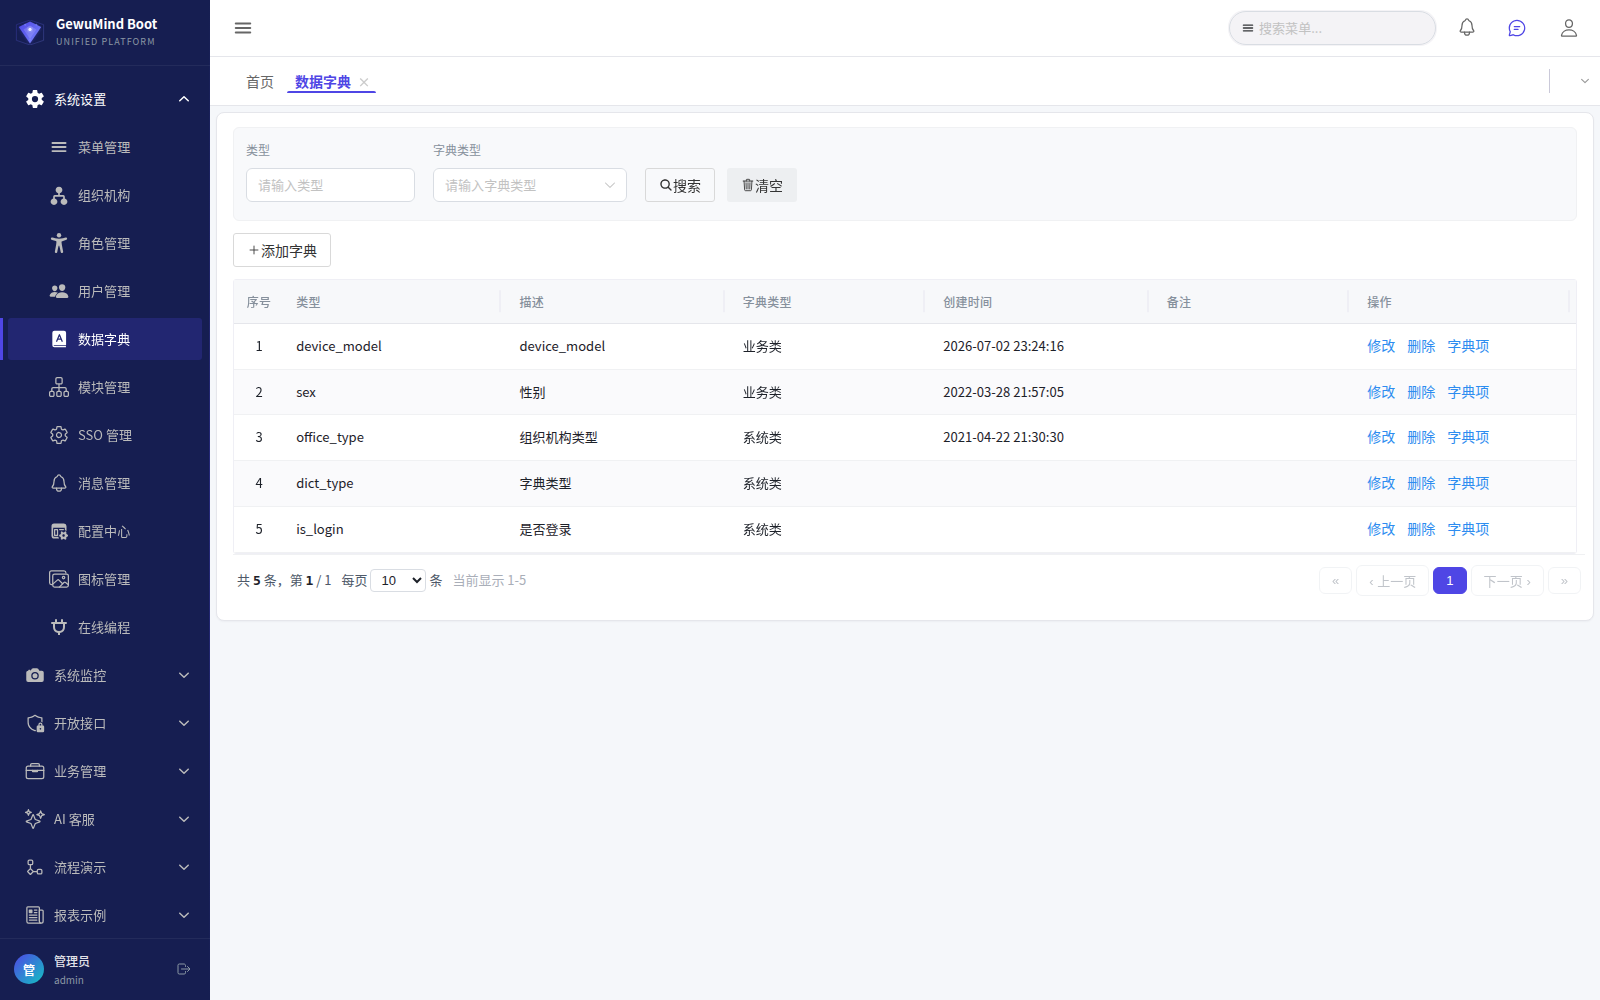 GewuMind Boot
UNIFIED PLATFORM
系统设置
菜单管理
组织机构
角色管理
用户管理
数据字典
模块管理
SSO 管理
消息管理
配置中心
图标管理
在线编程
系统监控
开放接口
业务管理
AI 客服
流程演示
报表示例
管
管理员
admin
搜索菜单...
首页 数据字典
类型 字典类型
请输入类型 请输入字典类型 搜索 清空
添加字典
序号 类型 描述 字典类型 创建时间 备注 操作
1 device_model device_model 业务类 2026-07-02 23:24:16 修改 删除 字典项
2 sex 性别 业务类 2022-03-28 21:57:05 修改 删除 字典项
3 office_type 组织机构类型 系统类 2021-04-22 21:30:30 修改 删除 字典项
4 dict_type 字典类型 系统类 修改 删除 字典项
5 is_login 是否登录 系统类 修改 删除 字典项
共 5 条，第 1 / 1 每页 10 条 当前显示 1-5 « ‹ 上一页 1 下一页 › »